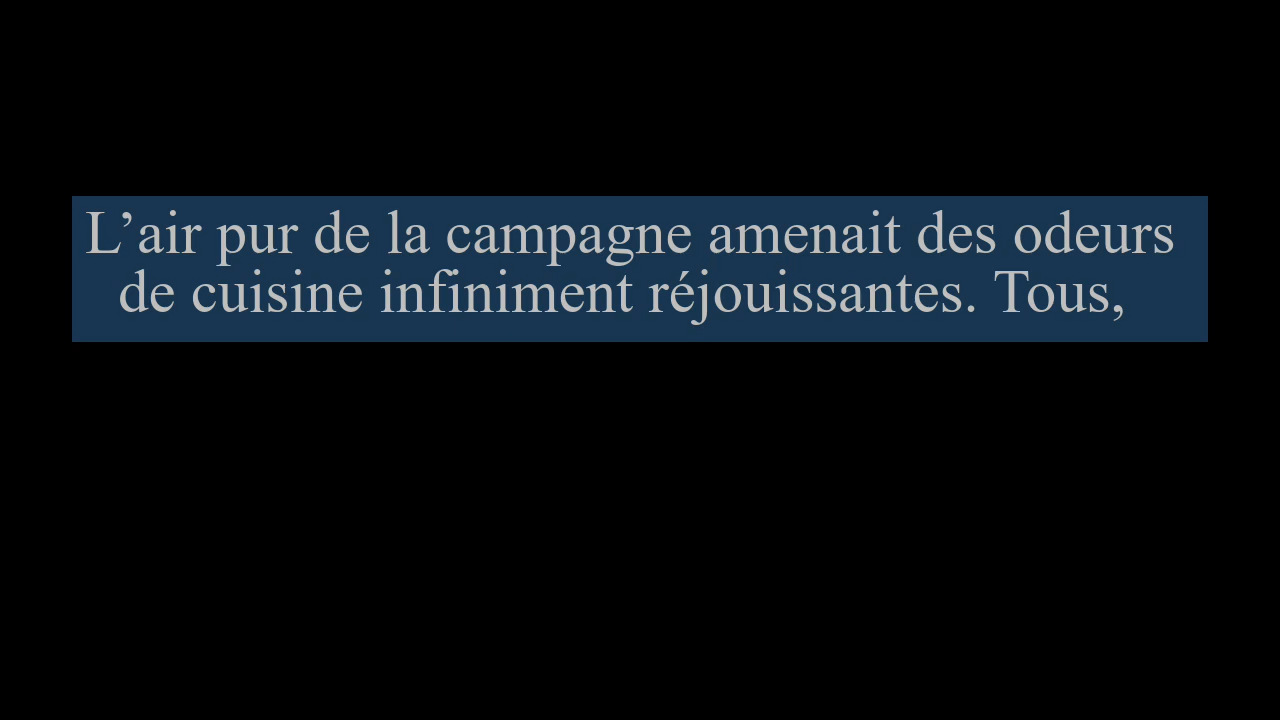 L’air pur de la campagne amenait des odeurs
de cuisine infiniment réjouissantes. Tous,